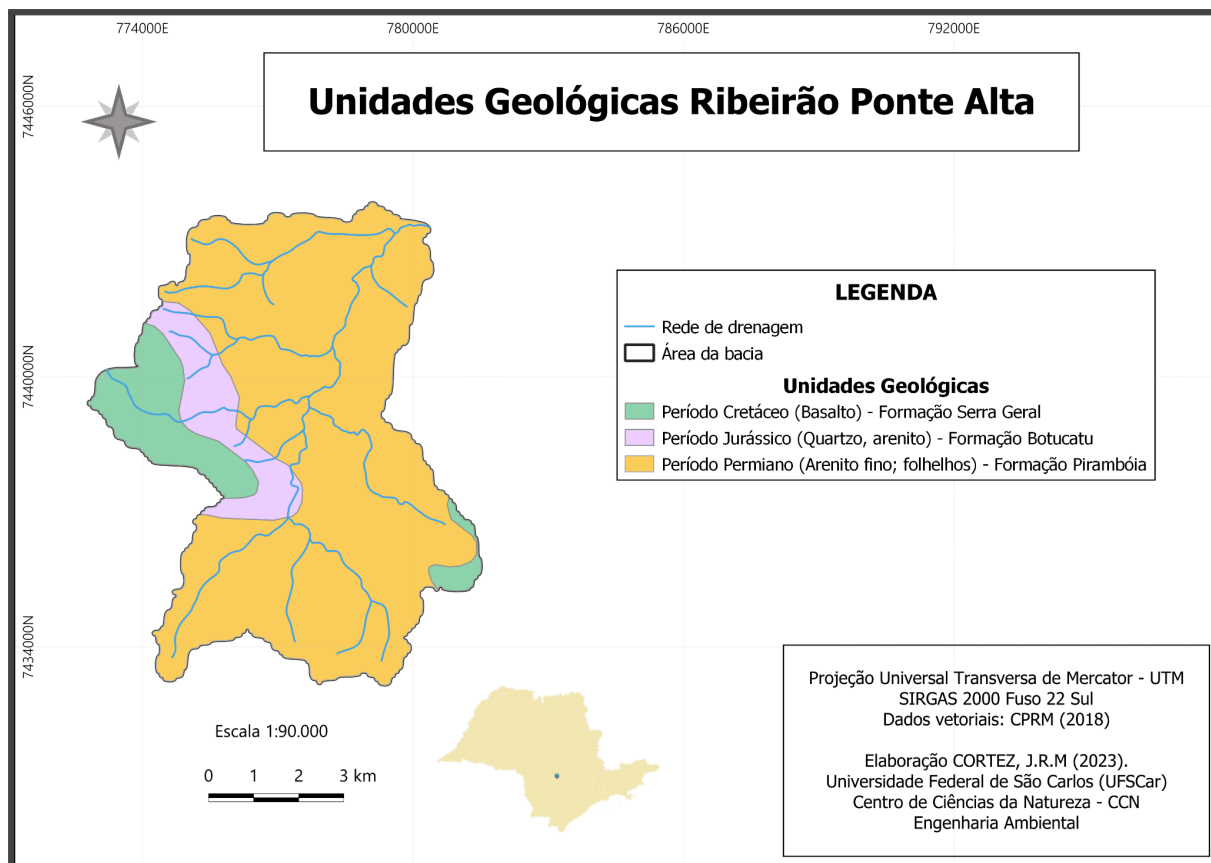 774000E 780000E 786000E 792000E
7446000N
Unidades Geológicas Ribeirão Ponte Alta
LEGENDA
Rede de drenagem
Área da bacia
7440000N
Unidades Geológicas
Período Cretáceo (Basalto) - Formação Serra Geral
Período Jurássico (Quartzo, arenito) - Formação Botucatu
Período Permiano (Arenito fino; folhelhos) - Formação Pirambóia
7434000N
Escala 1:90.000
0 1 2 3 km
Projeção Universal Transversa de Mercator - UTM
SIRGAS 2000 Fuso 22 Sul
Dados vetoriais: CPRM (2018)
Elaboração CORTEZ, J.R.M (2023).
Universidade Federal de São Carlos (UFSCar)
Centro de Ciências da Natureza - CCN
Engenharia Ambiental